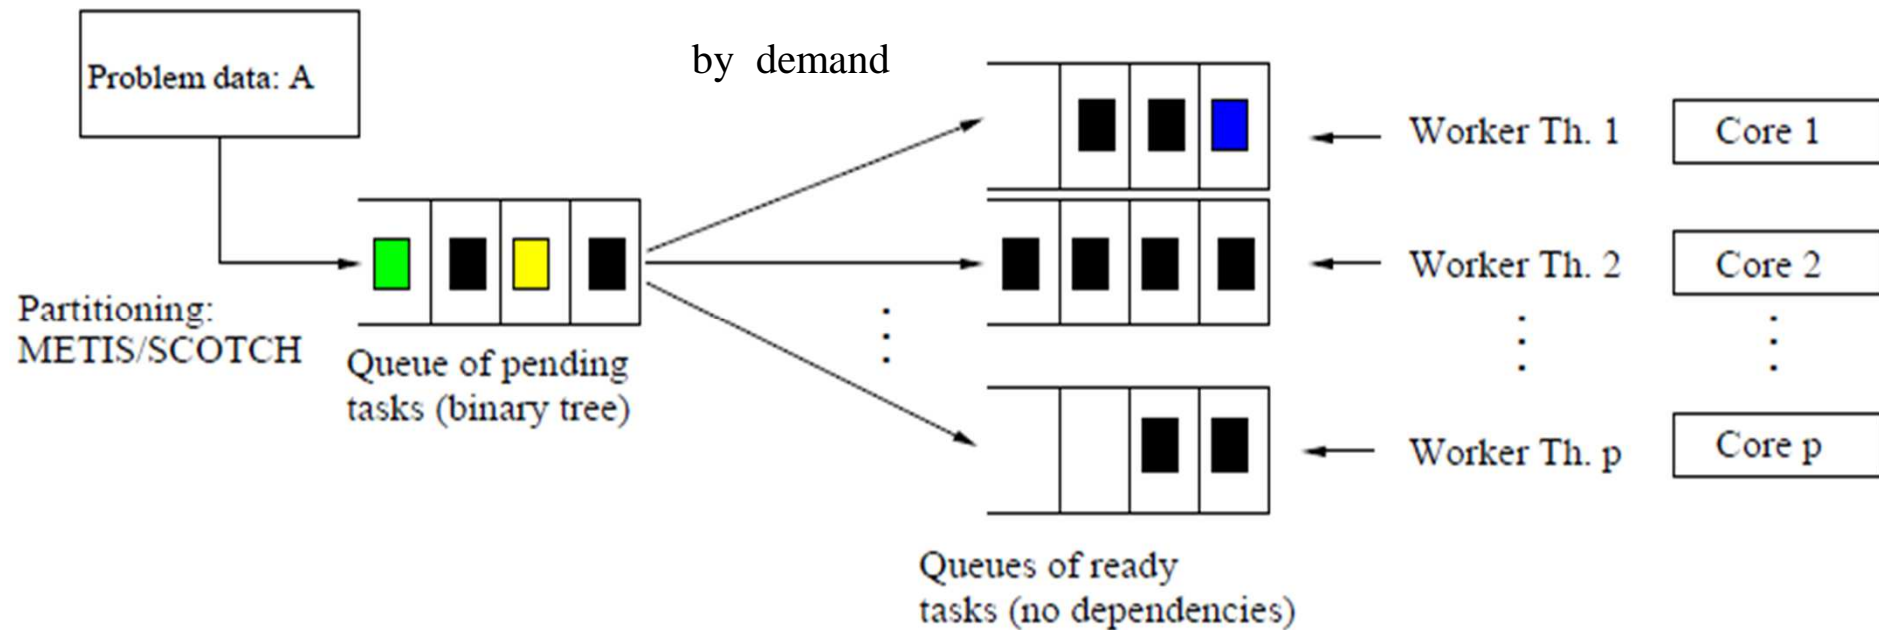 Problem data: A
by demand
Partitioning:
METIS/SCOTCH
Queue of pending
tasks (binary tree)
Worker Th. 1
Core 1
Worker Th. 2
Core 2
Worker Th. p
Core p
Queues of ready
tasks (no dependencies)